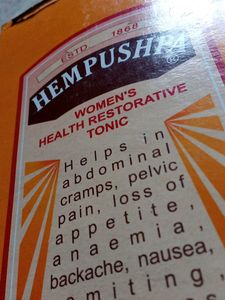 ESTD 1868
HEMPUSHPA®
WOMEN'S
HEALTH RESTORATIVE
TONIC
Helps in
abdominal
cramps, pelvic
pain, loss of
appetite,
anaemia,
backache, nausea,